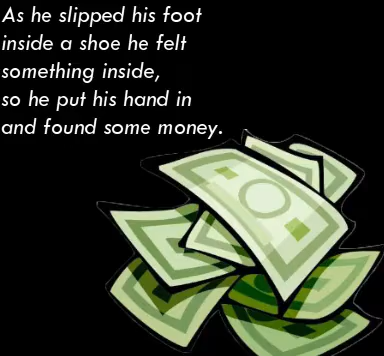 As he slipped his foot
inside a shoe he felt
something inside,
so he put his hand in
and found some money.